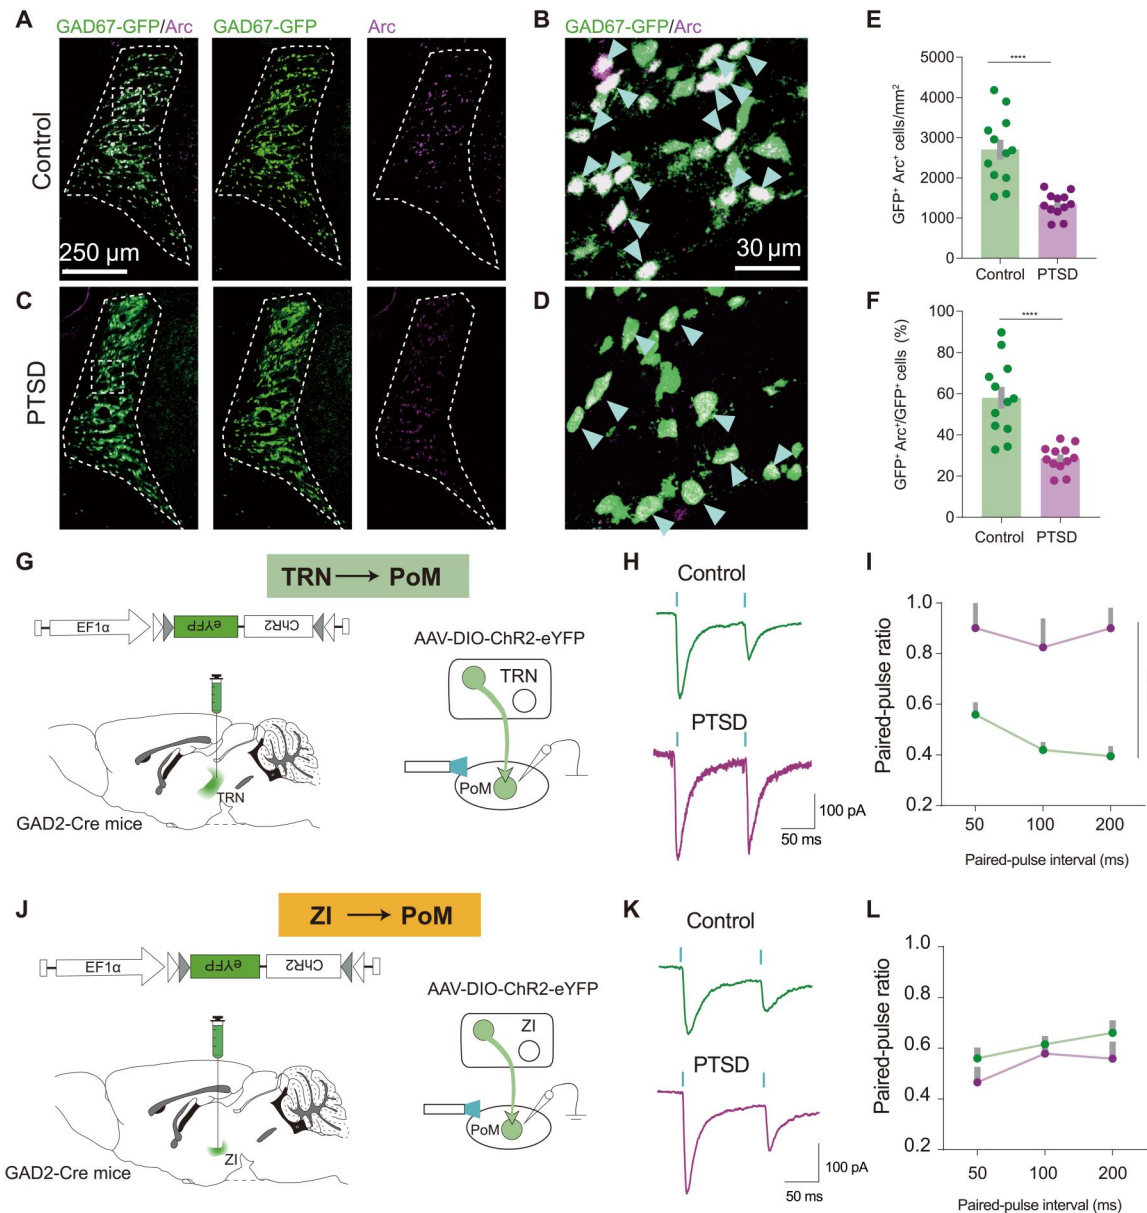 A
GAD67-GFP/Arc
GAD67-GFP
Arc
Control
250 µm
B
GAD67-GFP/Arc
30 µm
C
PTSD
D
E
GFP⁺ Arc⁺ cells/mm²
5000
4000
3000
2000
1000
0
****
Control
PTSD
F
GFP⁺ Arc⁺/GFP⁺ cells (%)
100
80
60
40
20
0
****
Control
PTSD
G
TRN → PoM
EF1α
eYFP
ChR2
TRN
GAD2-Cre mice
AAV-DIO-ChR2-eYFP
TRN
PoM
H
Control
PTSD
100 pA
50 ms
I
Paired-pulse ratio
1.0
0.8
0.6
0.4
0.2
50
100
200
Paired-pulse interval (ms)
J
ZI → PoM
EF1α
eYFP
ChR2
ZI
GAD2-Cre mice
AAV-DIO-ChR2-eYFP
ZI
PoM
K
Control
PTSD
100 pA
50 ms
L
Paired-pulse ratio
1.0
0.8
0.6
0.4
0.2
50
100
200
Paired-pulse interval (ms)